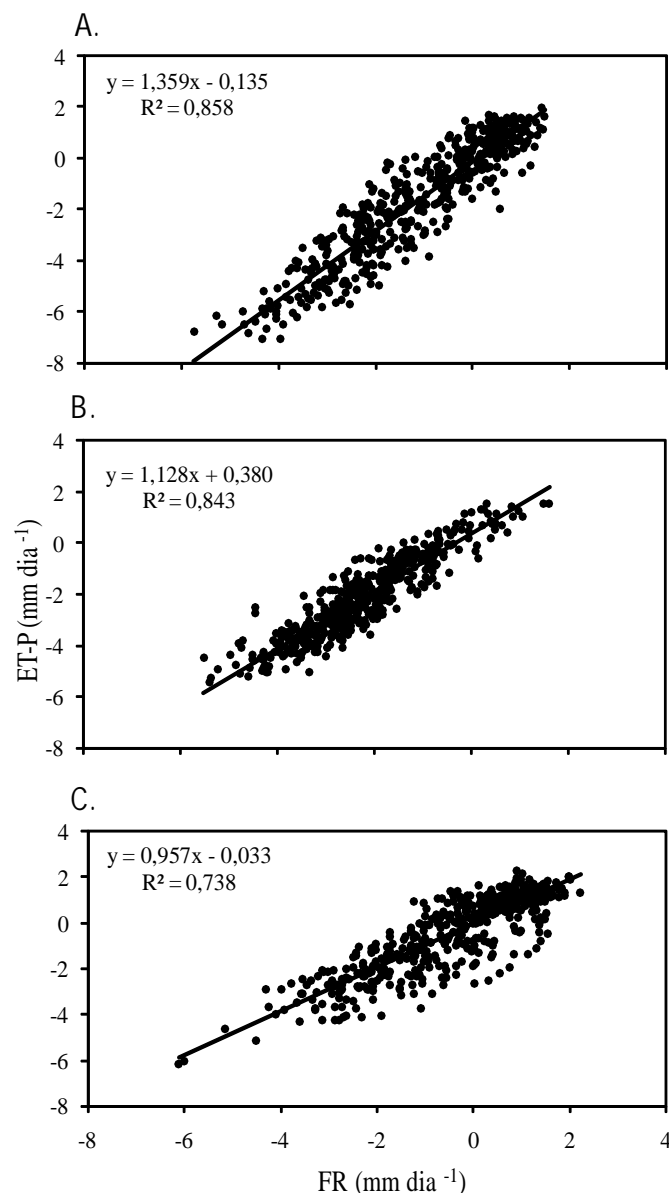 A.
4
y = 1,359x - 0,135
2
R² = 0,858
0
-2
-4
-6
-8
B.
4
y = 1,128x + 0,380
2
R² = 0,843
0
-2
-4
-6
-8
ET-P (mm dia -1)
C.
4
y = 0,957x - 0,033
2
R² = 0,738
0
-2
-4
-6
-8
-8 -6 -4 -2 0 2 4
FR (mm dia -1)